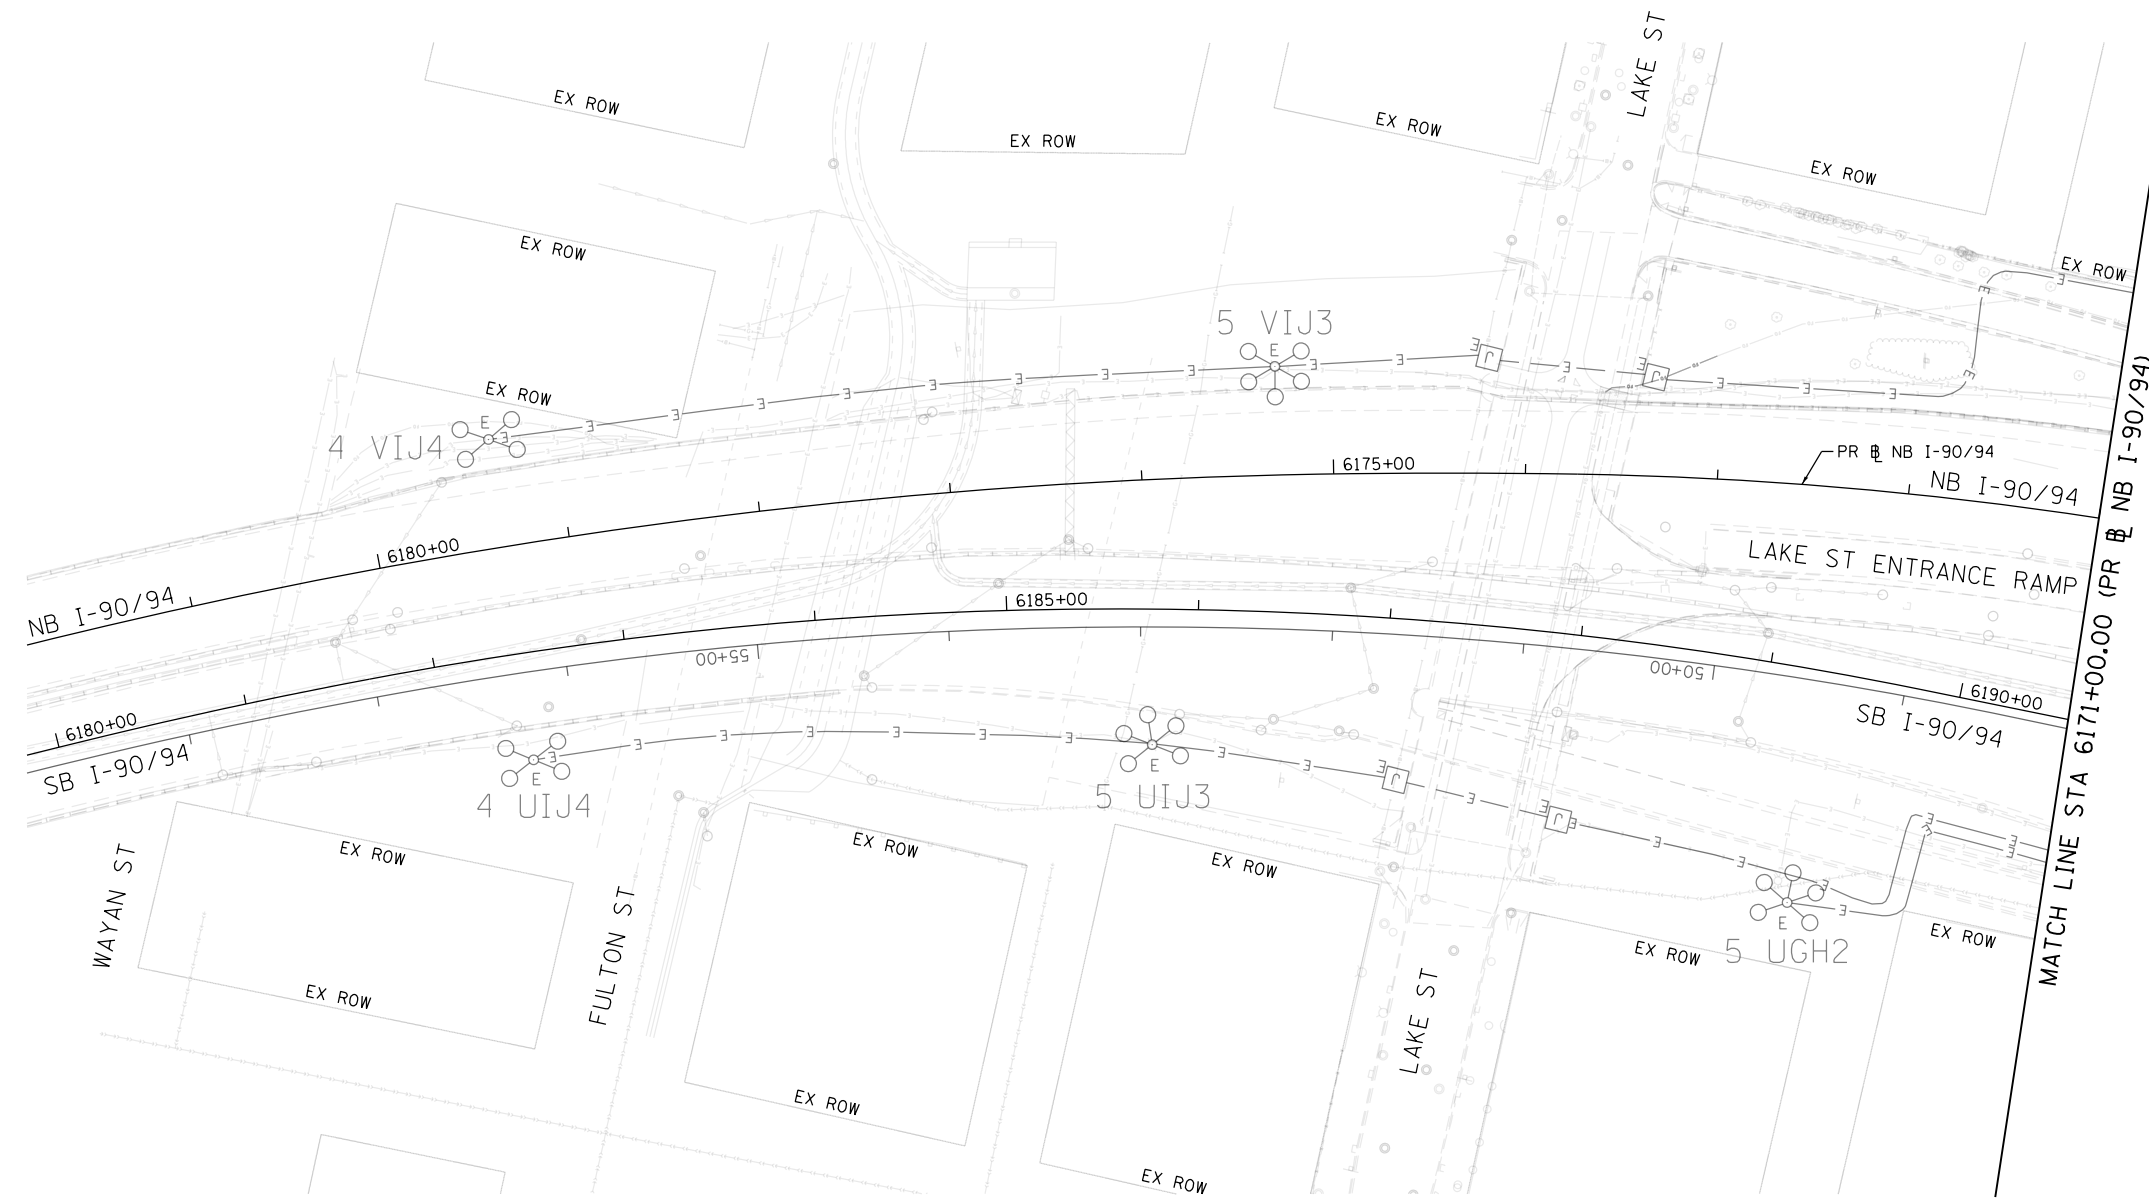 LAKE ST
EX ROW
EX ROW
EX ROW
EX ROW
EX ROW
EX ROW
EX ROW
5 VIJ3
E
J
J
E
4 VIJ4
PR BL NB I-90/94
6175+00
NB I-90/94
6180+00
LAKE ST ENTRANCE RAMP
NB I-90/94
6185+00
55+00
50+00
6190+00
6180+00
SB I-90/94
SB I-90/94
E
4 UIJ4
E
5 UIJ3
J
J
E
5 UGH2
MATCH LINE STA 6171+00.00 (PR BL NB I-90/94)
WAYAN ST
EX ROW
EX ROW
EX ROW
EX ROW
EX ROW
FULTON ST
EX ROW
LAKE ST
EX ROW
EX ROW